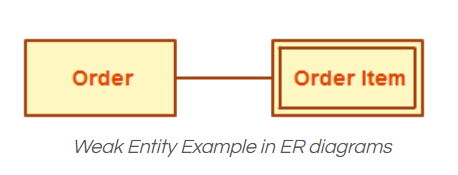 Order
Order Item
Weak Entity Example in ER diagrams